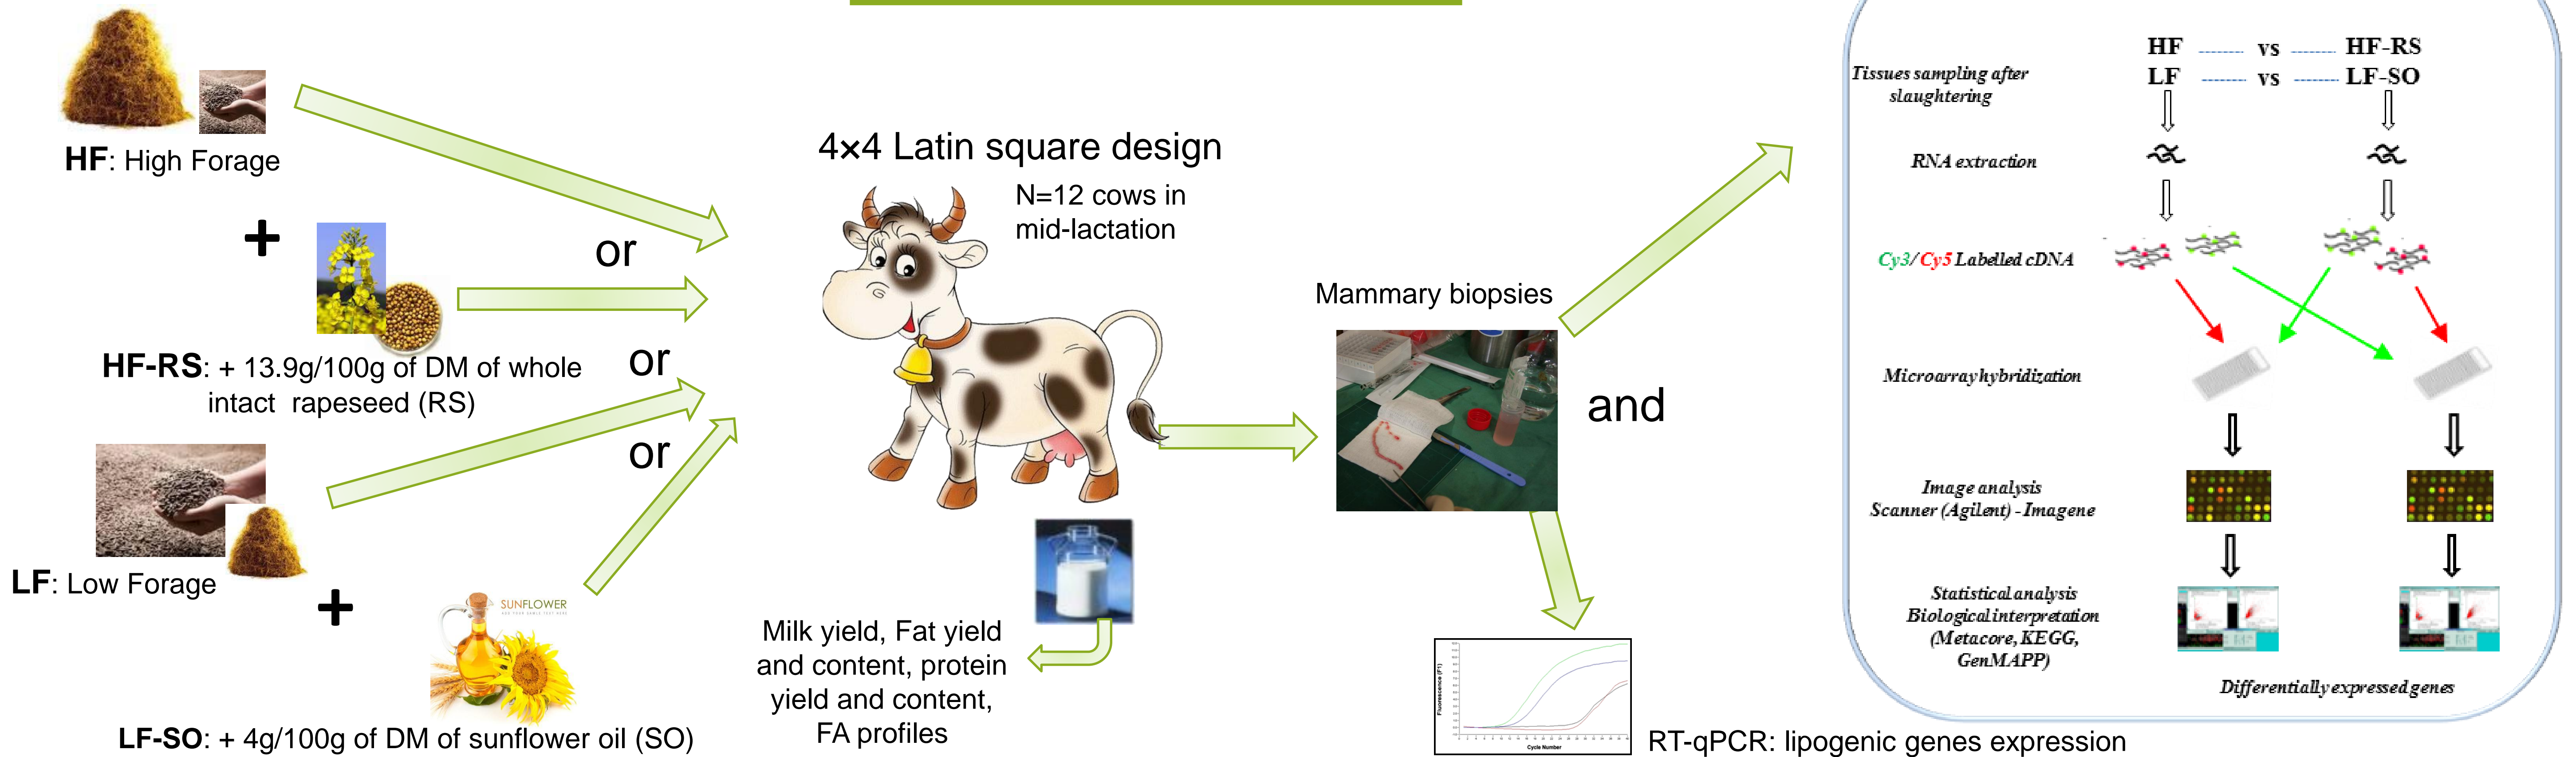 HF: High Forage
+
or
HF-RS: + 13.9g/100g of DM of whole
intact rapeseed (RS)
or
or
LF: Low Forage
+
SUNFLOWER
LF-SO: + 4g/100g of DM of sunflower oil (SO)
4×4 Latin square design
N=12 cows in
mid-lactation
Milk yield, Fat yield
and content, protein
yield and content,
FA profiles
Mammary biopsies
and
Fluorescence (F1)
Cycle Number
RT-qPCR: lipogenic genes expression
HF vs HF-RS
LF vs LF-SO
Tissues sampling after
slaughtering
RNA extraction
Cy3/Cy5 Labelled cDNA
Microarray hybridization
Image analysis
Scanner (Agilent) - Imagene
Statistical analysis
Biological interpretation
(Metacore, KEGG,
GenMAPP)
Differentially expressed genes